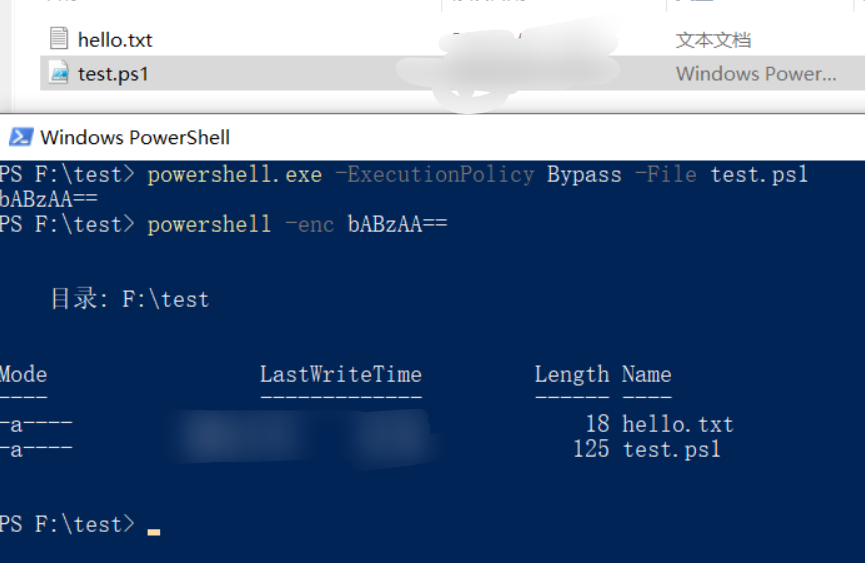 hello.txt
文本文档
test.ps1
Windows Power...
Windows PowerShell
PS F:\test> powershell.exe -ExecutionPolicy Bypass -File test.ps1
bABzAA==
PS F:\test> powershell -enc bABzAA==
目录: F:\test
Mode LastWriteTime Length Name
---- ------------- ------ ----
-a---- 18 hello.txt
-a---- 125 test.ps1
PS F:\test>